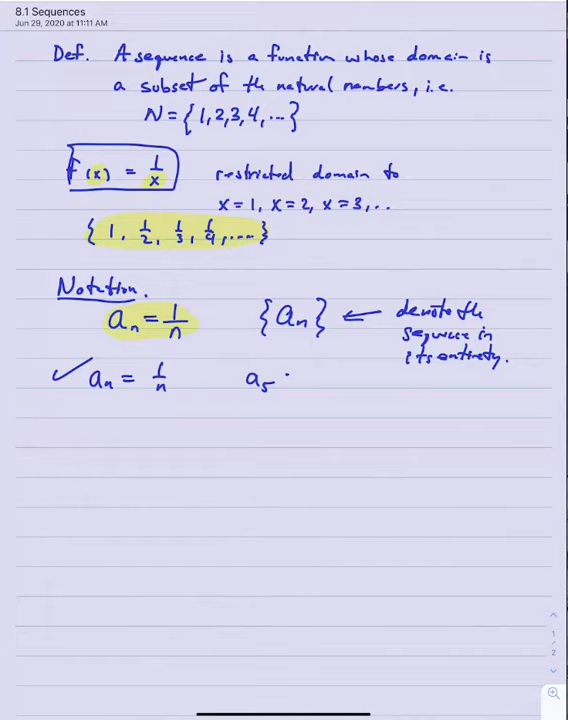 8.1 Sequences
Jun 29, 2020 at 11:11 AM
Def. A sequence is a function whose domain is
a subset of the natural numbers, i.e.
N = {1,2,3,4,...}
f(x) = 1/x restricted domain to
x=1, x=2, x=3,..
{1, 1/2, 1/3, 1/4,....}
Notation.
aₙ = 1/n {aₙ} ← denote the
sequence in
its entirety.
✓ aₙ = 1/n a₅
1
/
2